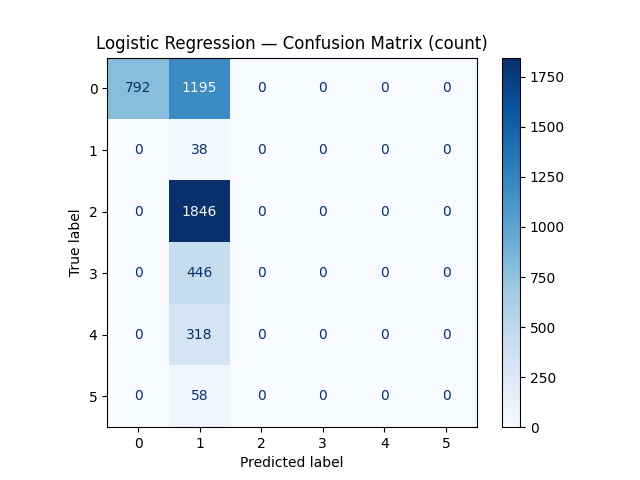 Logistic Regression — Confusion Matrix (count)
0 792 1195 0 0 0 0
1 0 38 0 0 0 0
2 0 1846 0 0 0 0
3 0 446 0 0 0 0
4 0 318 0 0 0 0
5 0 58 0 0 0 0
0 1 2 3 4 5
Predicted label
True label
1750
1500
1250
1000
750
500
250
0